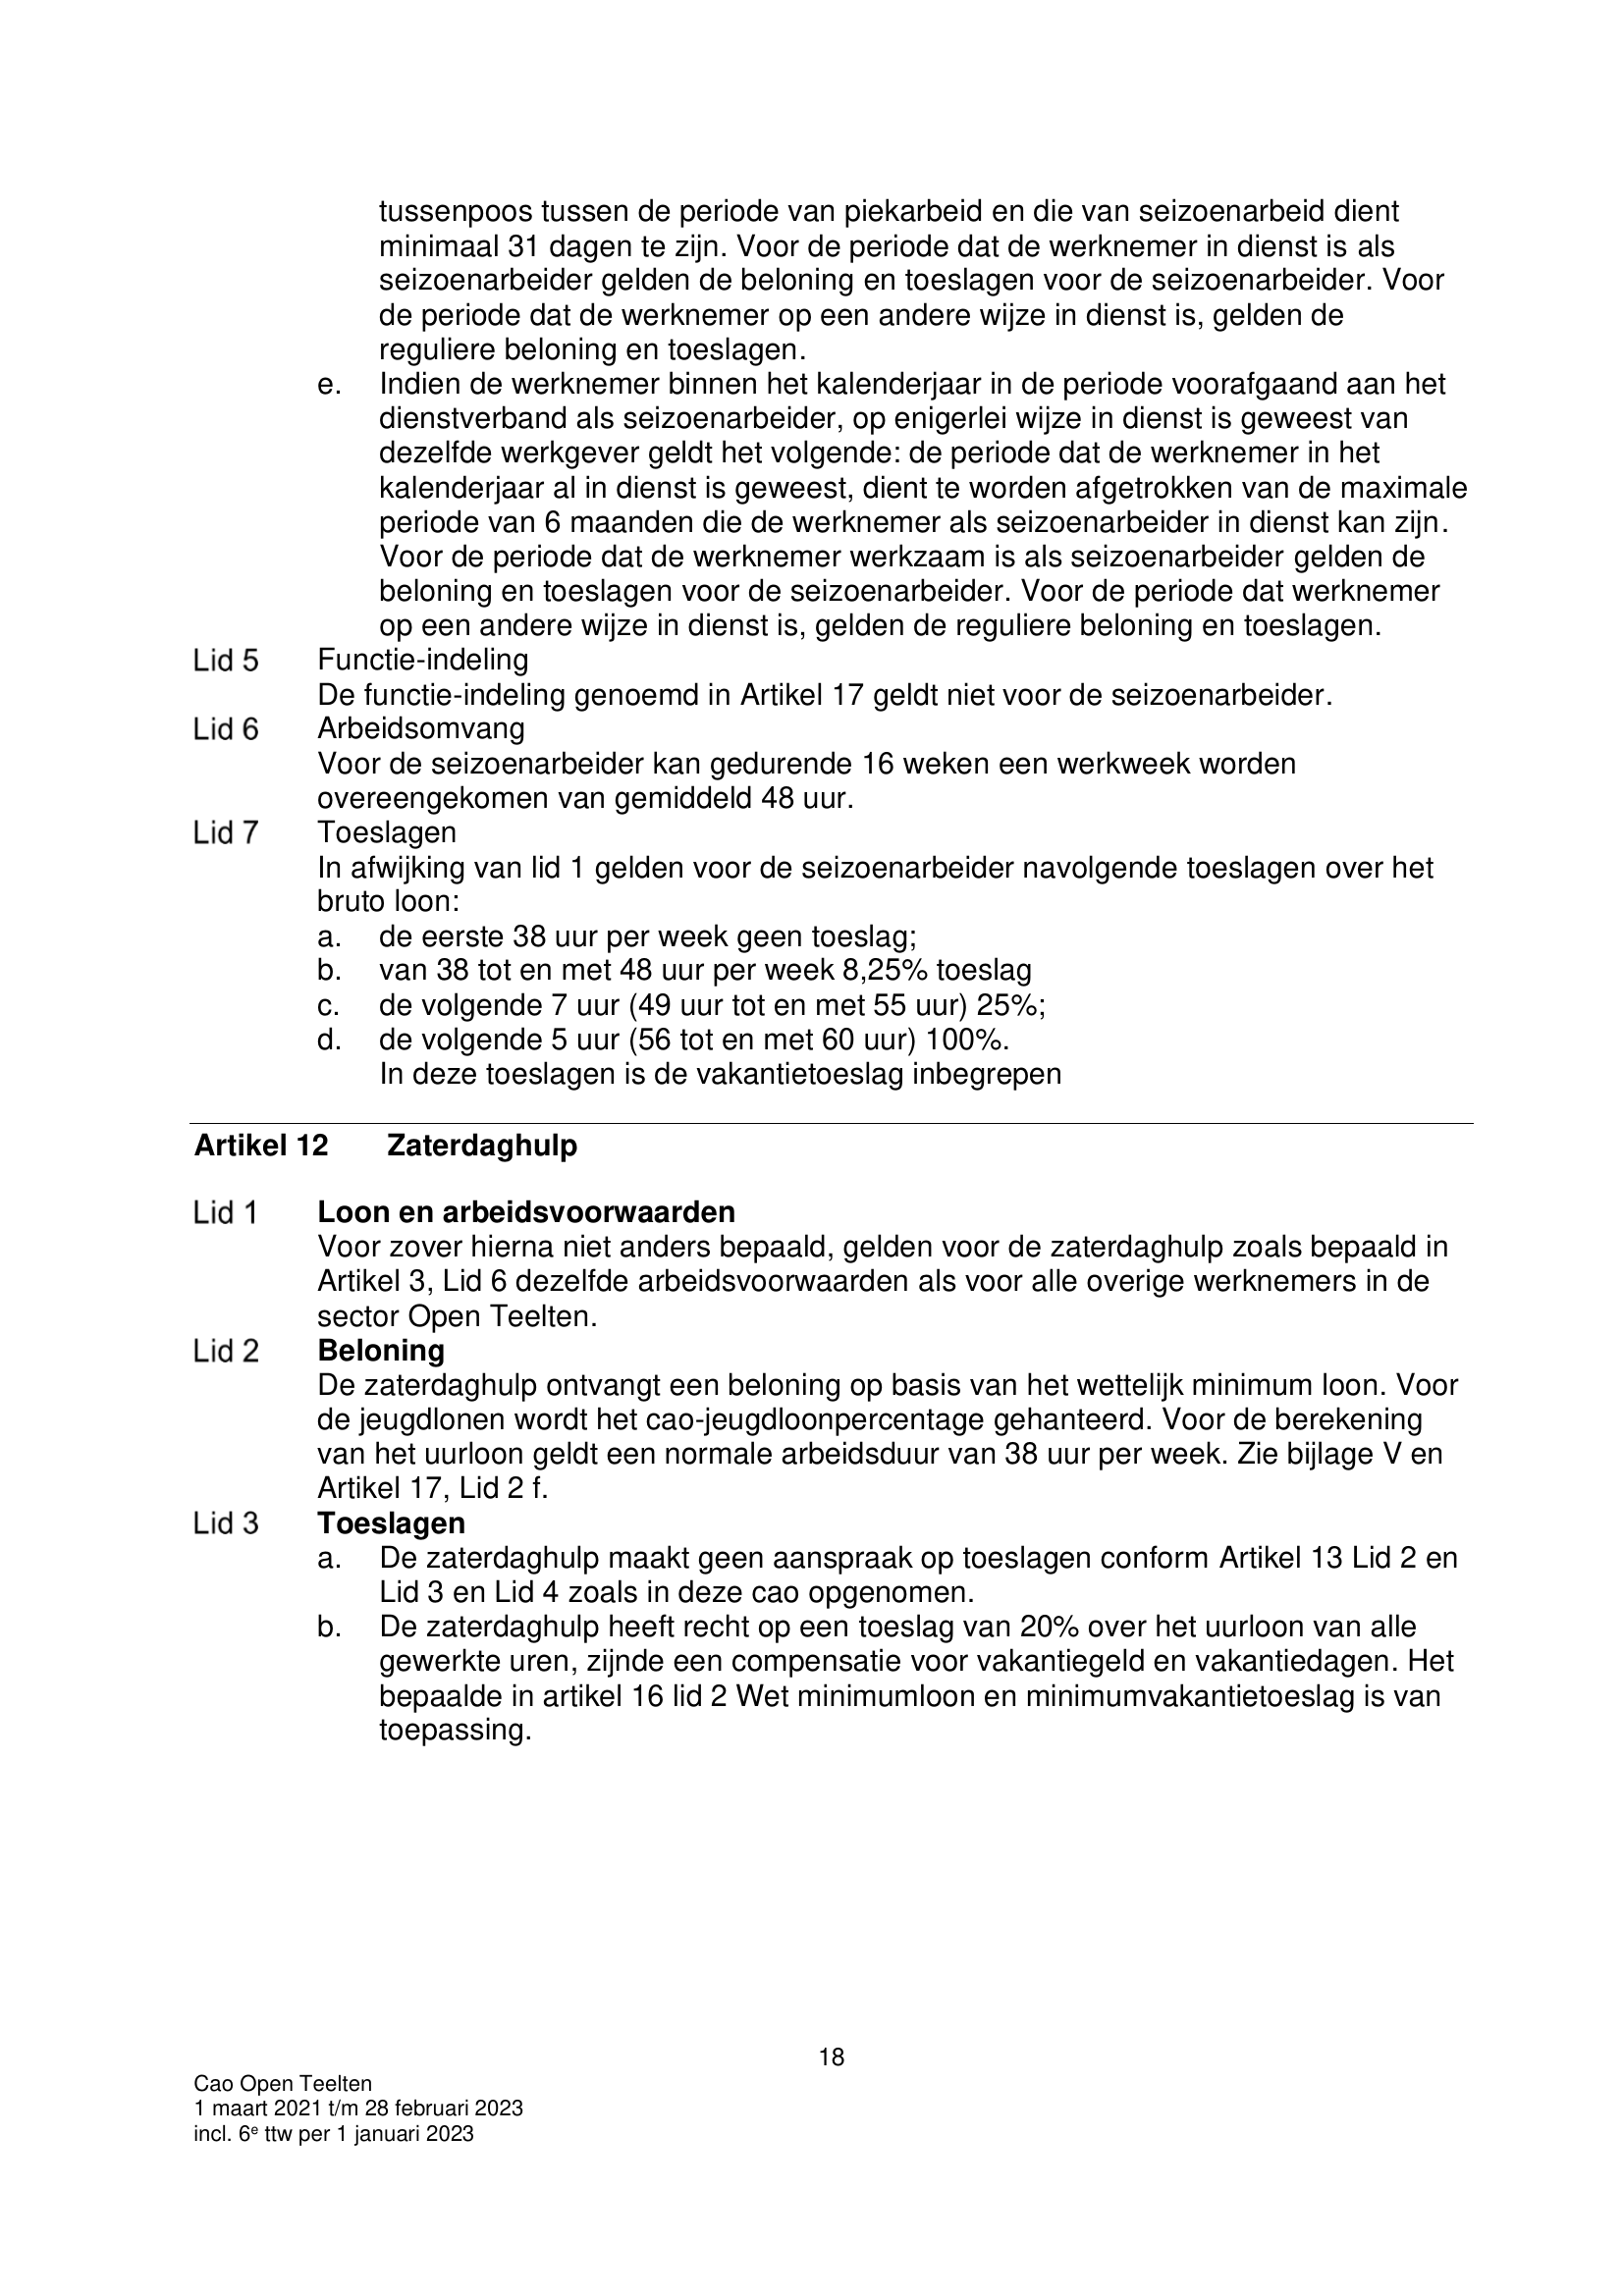 tussenpoos tussen de periode van piekarbeid en die van seizoenarbeid dient
minimaal 31 dagen te zijn. Voor de periode dat de werknemer in dienst is als
seizoenarbeider gelden de beloning en toeslagen voor de seizoenarbeider. Voor
de periode dat de werknemer op een andere wijze in dienst is, gelden de
reguliere beloning en toeslagen.
e. Indien de werknemer binnen het kalenderjaar in de periode voorafgaand aan het
dienstverband als seizoenarbeider, op enigerlei wijze in dienst is geweest van
dezelfde werkgever geldt het volgende: de periode dat de werknemer in het
kalenderjaar al in dienst is geweest, dient te worden afgetrokken van de maximale
periode van 6 maanden die de werknemer als seizoenarbeider in dienst kan zijn.
Voor de periode dat de werknemer werkzaam is als seizoenarbeider gelden de
beloning en toeslagen voor de seizoenarbeider. Voor de periode dat werknemer
op een andere wijze in dienst is, gelden de reguliere beloning en toeslagen.
Lid 5 Functie-indeling
De functie-indeling genoemd in Artikel 17 geldt niet voor de seizoenarbeider.
Lid 6 Arbeidsomvang
Voor de seizoenarbeider kan gedurende 16 weken een werkweek worden
overeengekomen van gemiddeld 48 uur.
Lid 7 Toeslagen
In afwijking van lid 1 gelden voor de seizoenarbeider navolgende toeslagen over het
bruto loon:
a. de eerste 38 uur per week geen toeslag;
b. van 38 tot en met 48 uur per week 8,25% toeslag
c. de volgende 7 uur (49 uur tot en met 55 uur) 25%;
d. de volgende 5 uur (56 tot en met 60 uur) 100%.
In deze toeslagen is de vakantietoeslag inbegrepen
Artikel 12 Zaterdaghulp
Lid 1 Loon en arbeidsvoorwaarden
Voor zover hierna niet anders bepaald, gelden voor de zaterdaghulp zoals bepaald in
Artikel 3, Lid 6 dezelfde arbeidsvoorwaarden als voor alle overige werknemers in de
sector Open Teelten.
Lid 2 Beloning
De zaterdaghulp ontvangt een beloning op basis van het wettelijk minimum loon. Voor
de jeugdlonen wordt het cao-jeugdloonpercentage gehanteerd. Voor de berekening
van het uurloon geldt een normale arbeidsduur van 38 uur per week. Zie bijlage V en
Artikel 17, Lid 2 f.
Lid 3 Toeslagen
a. De zaterdaghulp maakt geen aanspraak op toeslagen conform Artikel 13 Lid 2 en
Lid 3 en Lid 4 zoals in deze cao opgenomen.
b. De zaterdaghulp heeft recht op een toeslag van 20% over het uurloon van alle
gewerkte uren, zijnde een compensatie voor vakantiegeld en vakantiedagen. Het
bepaalde in artikel 16 lid 2 Wet minimumloon en minimumvakantietoeslag is van
toepassing.
18
Cao Open Teelten
1 maart 2021 t/m 28 februari 2023
incl. 6e ttw per 1 januari 2023